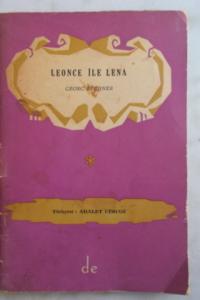 LEONCE İLE LENA
GEORG BÜCHNER
Türkçesi : ADALET CİMCOZ
de